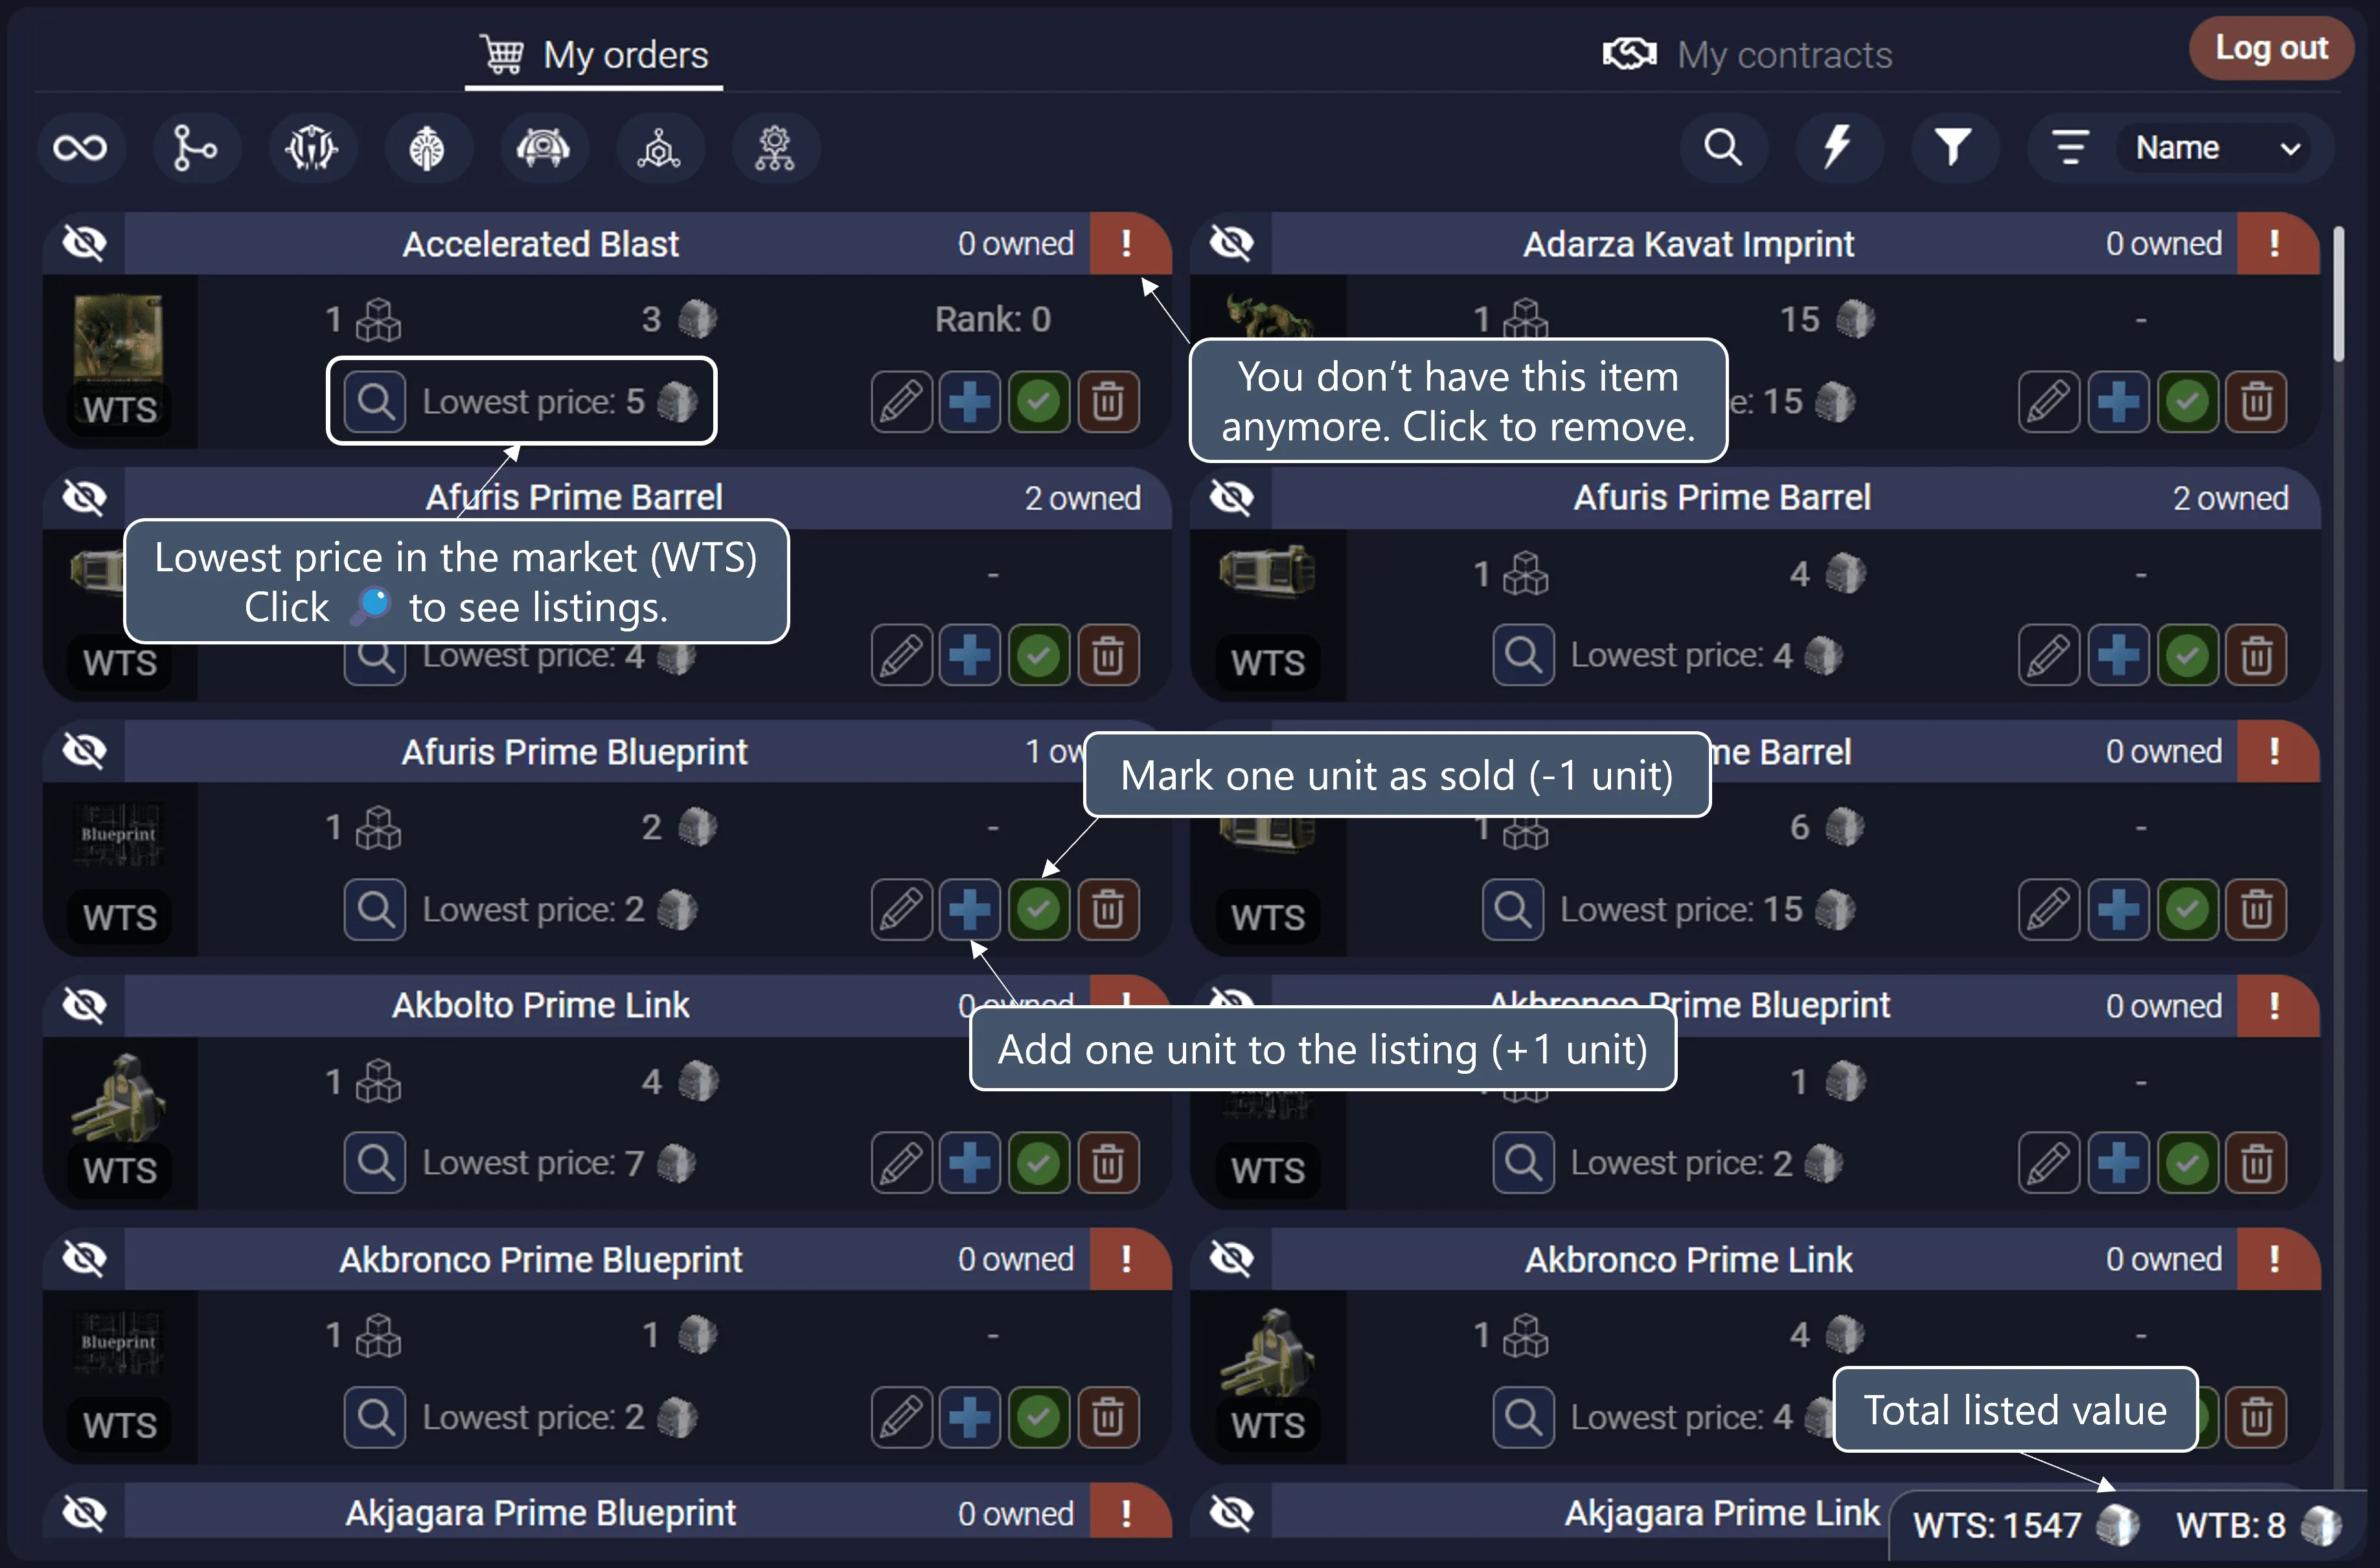 My orders
My contracts
Log out
Name
Accelerated Blast
0 owned
!
1
3
Rank: 0
WTS
Lowest price: 5
Adarza Kavat Imprint
0 owned
!
1
15
-
e: 15
You don't have this item
anymore. Click to remove.
Afuris Prime Barrel
2 owned
-
WTS
Lowest price: 4
Lowest price in the market (WTS)
Click 🔎 to see listings.
Afuris Prime Barrel
2 owned
1
4
-
WTS
Lowest price: 4
Afuris Prime Blueprint
1 ow
Blueprint
1
2
-
WTS
Lowest price: 2
Mark one unit as sold (-1 unit)
me Barrel
0 owned
!
1
6
-
WTS
Lowest price: 15
Akbolto Prime Link
0 owned
!
1
4
WTS
Lowest price: 7
Add one unit to the listing (+1 unit)
Akbronco Prime Blueprint
0 owned
!
1
-
WTS
Lowest price: 2
Akbronco Prime Blueprint
0 owned
!
Blueprint
1
1
-
WTS
Lowest price: 2
Akbronco Prime Link
0 owned
!
1
4
-
WTS
Lowest price: 4
Total listed value
Akjagara Prime Blueprint
0 owned
!
Akjagara Prime Link
WTS: 1547
WTB: 8